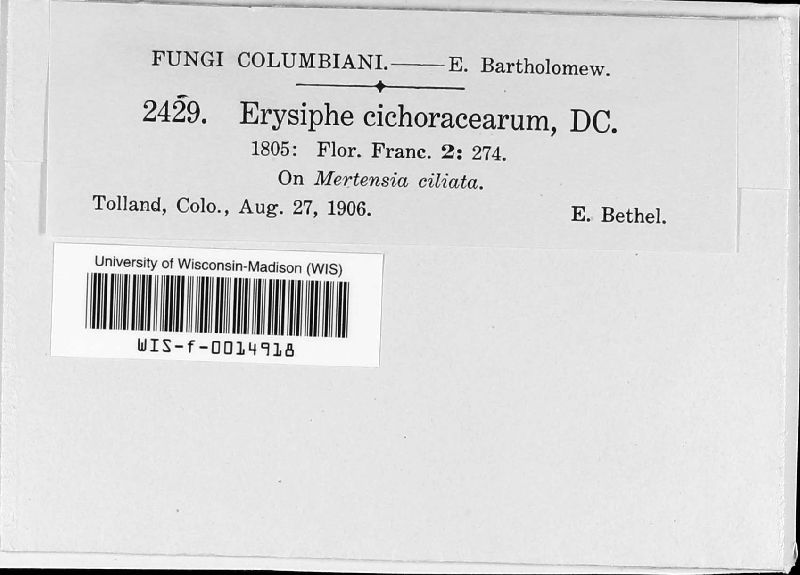 FUNGI COLUMBIANI.——E. Bartholomew.
2429. Erysiphe cichoracearum, DC.
1805: Flor. Franc. 2: 274.
On Mertensia ciliata.
Tolland, Colo., Aug. 27, 1906. E. Bethel.
University of Wisconsin-Madison (WIS)
WIS-f-0014918